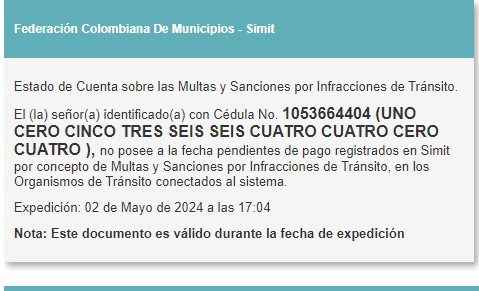 Federación Colombiana De Municipios - Simit
Estado de Cuenta sobre las Multas y Sanciones por Infracciones de Tránsito.
El (la) señor(a) identificado(a) con Cédula No. 1053664404 (UNO
CERO CINCO TRES SEIS SEIS CUATRO CUATRO CERO
CUATRO ), no posee a la fecha pendientes de pago registrados en Simit
por concepto de Multas y Sanciones por Infracciones de Tránsito, en los
Organismos de Tránsito conectados al sistema.
Expedición: 02 de Mayo de 2024 a las 17:04
Nota: Este documento es válido durante la fecha de expedición